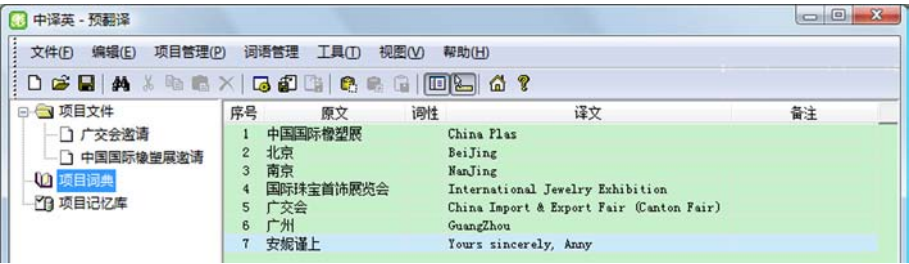 中译英 - 预翻译
文件(F) 编辑(E) 项目管理(P) 词语管理 工具(T) 视图(V) 帮助(H)
项目文件
广交会邀请
中国国际橡塑展邀请
项目词典
项目记忆库
序号 原文 词性 译文 备注
1 中国国际橡塑展 China Plas
2 北京 BeiJing
3 南京 NanJing
4 国际珠宝首饰展览会 International Jewelry Exhibition
5 广交会 China Import & Export Fair (Canton Fair)
6 广州 GuangZhou
7 安妮谨上 Yours sincerely, Anny